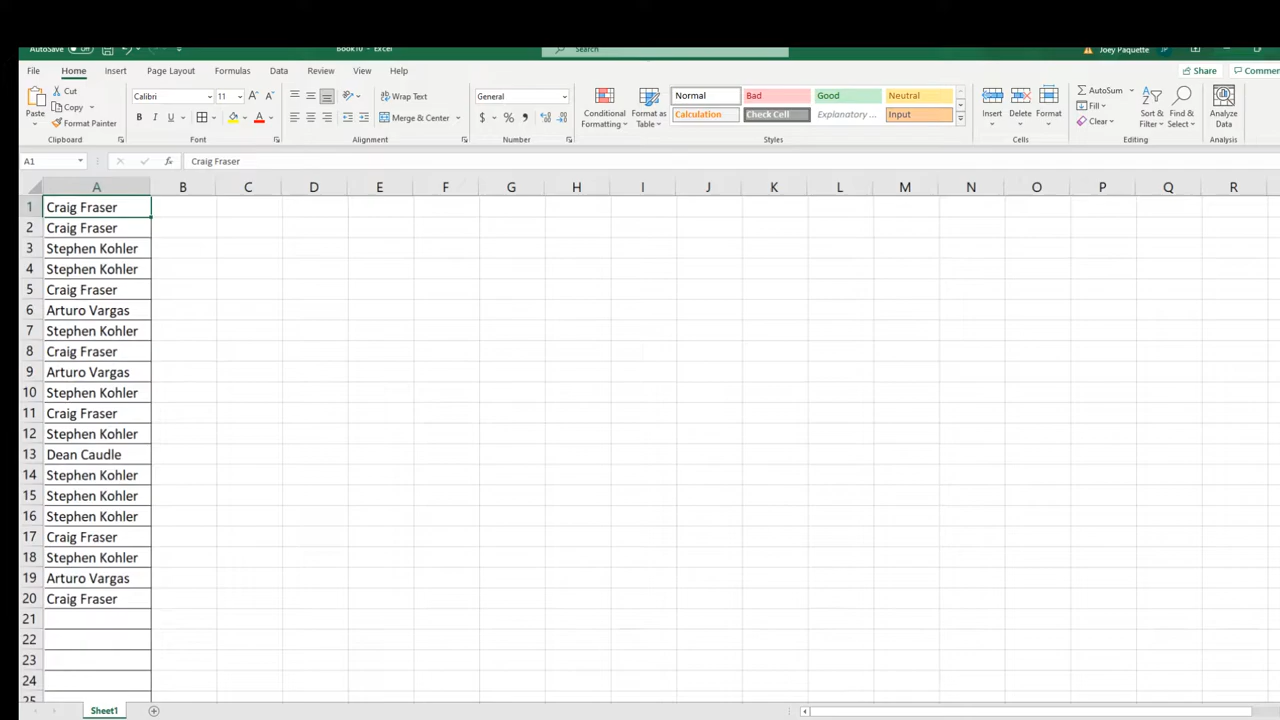 AutoSave Off Book10 - Excel Search Joey Paquette JP
File Home Insert Page Layout Formulas Data Review View Help Share Commen
Paste Cut Copy Format Painter Calibri 11 A A B I U A Wrap Text Merge & Center General $ % , Conditional Formatting Format as Table Normal Bad Good Neutral Calculation Check Cell Explanatory ... Input Insert Delete Format AutoSum Fill Clear Sort & Filter Find & Select Analyze Data
Clipboard Font Alignment Number Styles Cells Editing Analysis
A1 fx Craig Fraser
A B C D E F G H I J K L M N O P Q R
1 Craig Fraser
2 Craig Fraser
3 Stephen Kohler
4 Stephen Kohler
5 Craig Fraser
6 Arturo Vargas
7 Stephen Kohler
8 Craig Fraser
9 Arturo Vargas
10 Stephen Kohler
11 Craig Fraser
12 Stephen Kohler
13 Dean Caudle
14 Stephen Kohler
15 Stephen Kohler
16 Stephen Kohler
17 Craig Fraser
18 Stephen Kohler
19 Arturo Vargas
20 Craig Fraser
21
22
23
24
25
Sheet1